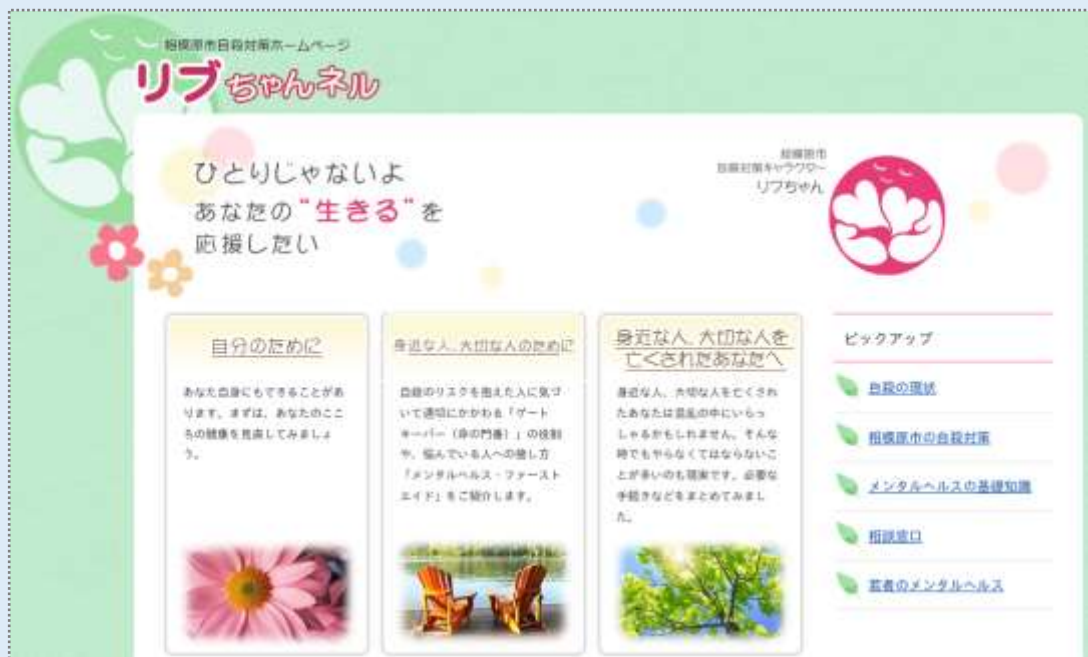 相模原市自殺対策ホームページ
リブちゃんネル
ひとりじゃないよ
あなたの"生きる"を
応援したい
相模原市
自殺対策キャラクター
リブちゃん
自分のために
あなた自身にもできることがあ
ります。まずは、あなたのここ
ろの健康を見直してみましょ
う。
身近な人、大切な人のために
自殺のリスクを抱えた人に気づ
いて適切にかかわる「ゲート
キーパー（命の門番）」の役割
や、悩んでいる人への接し方
「メンタルヘルス・ファースト
エイド」をご紹介します。
身近な人、大切な人を
亡くされたあなたへ
身近な人、大切な人を亡くされ
たあなたは混乱の中にいらっ
しゃるかもしれません。そんな
時でもやらなくてはならないこ
とが多いのも現実です。必要な
手続きなどをまとめてみまし
た。
ピックアップ
自殺の現状
相模原市の自殺対策
メンタルヘルスの基礎知識
相談窓口
若者のメンタルヘルス